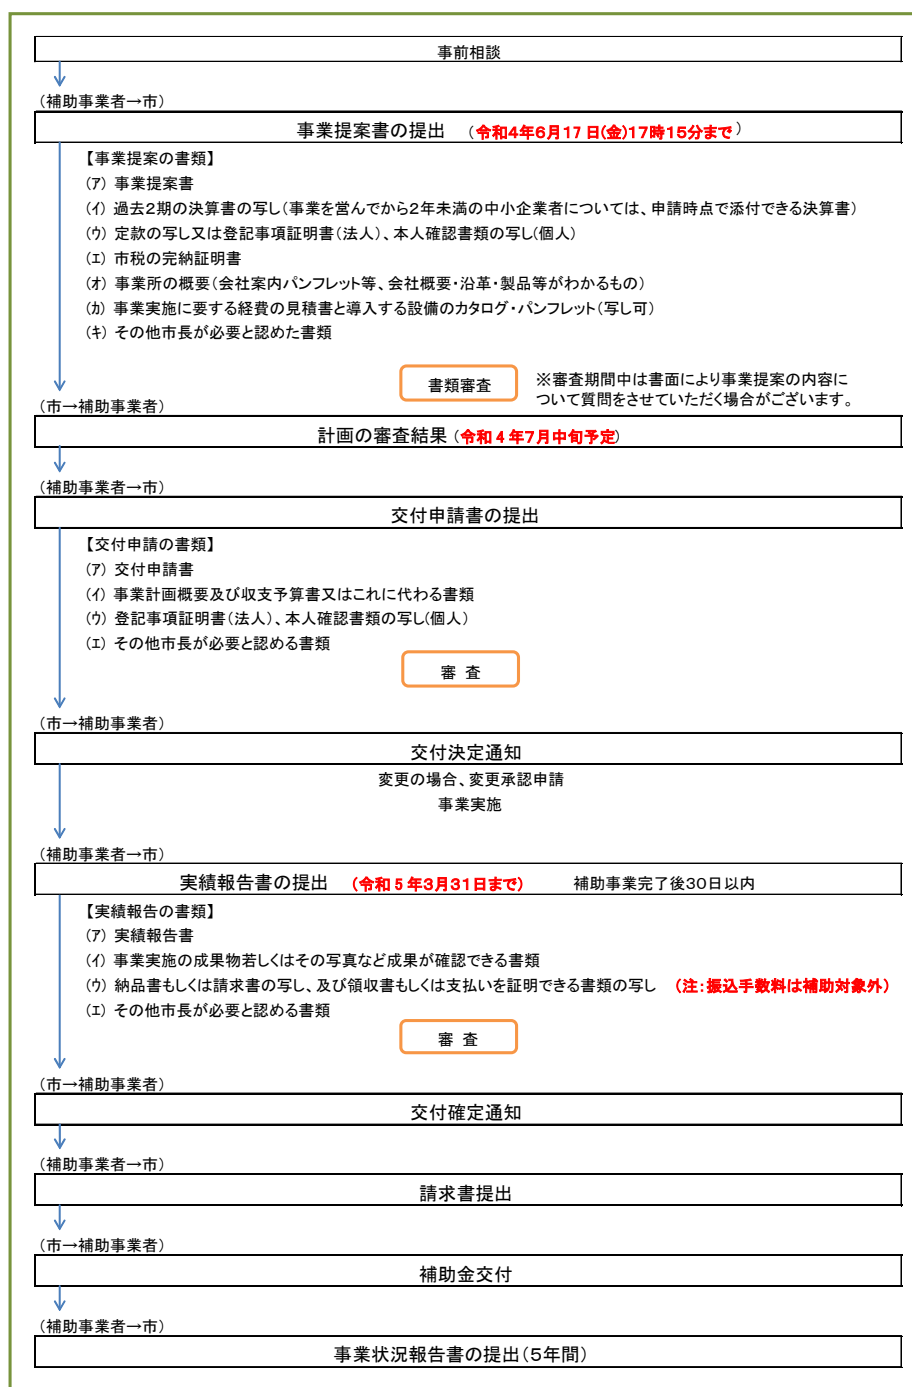 事前相談
(補助事業者→市)
事業提案書の提出　(令和4年6月17日(金)17時15分まで)
【事業提案の書類】
(ア) 事業提案書
(イ) 過去2期の決算書の写し(事業を営んでから2年未満の中小企業者については、申請時点で添付できる決算書)
(ウ) 定款の写し又は登記事項証明書(法人)、本人確認書類の写し(個人)
(エ) 市税の完納証明書
(オ) 事業所の概要(会社案内パンフレット等、会社概要・沿革・製品等がわかるもの)
(カ) 事業実施に要する経費の見積書と導入する設備のカタログ・パンフレット(写し可)
(キ) その他市長が必要と認めた書類
書類審査
※審査期間中は書面により事業提案の内容に
ついて質問をさせていただく場合がございます。
(市→補助事業者)
計画の審査結果 (令和4年7月中旬予定)
(補助事業者→市)
交付申請書の提出
【交付申請の書類】
(ア) 交付申請書
(イ) 事業計画概要及び収支予算書又はこれに代わる書類
(ウ) 登記事項証明書(法人)、本人確認書類の写し(個人)
(エ) その他市長が必要と認める書類
審 査
(市→補助事業者)
交付決定通知
変更の場合、変更承認申請
事業実施
(補助事業者→市)
実績報告書の提出　(令和5年3月31日まで)　補助事業完了後30日以内
【実績報告の書類】
(ア) 実績報告書
(イ) 事業実施の成果物若しくはその写真など成果が確認できる書類
(ウ) 納品書もしくは請求書の写し、及び領収書もしくは支払いを証明できる書類の写し　(注:振込手数料は補助対象外)
(エ) その他市長が必要と認める書類
審 査
(市→補助事業者)
交付確定通知
(補助事業者→市)
請求書提出
(市→補助事業者)
補助金交付
(補助事業者→市)
事業状況報告書の提出(5年間)